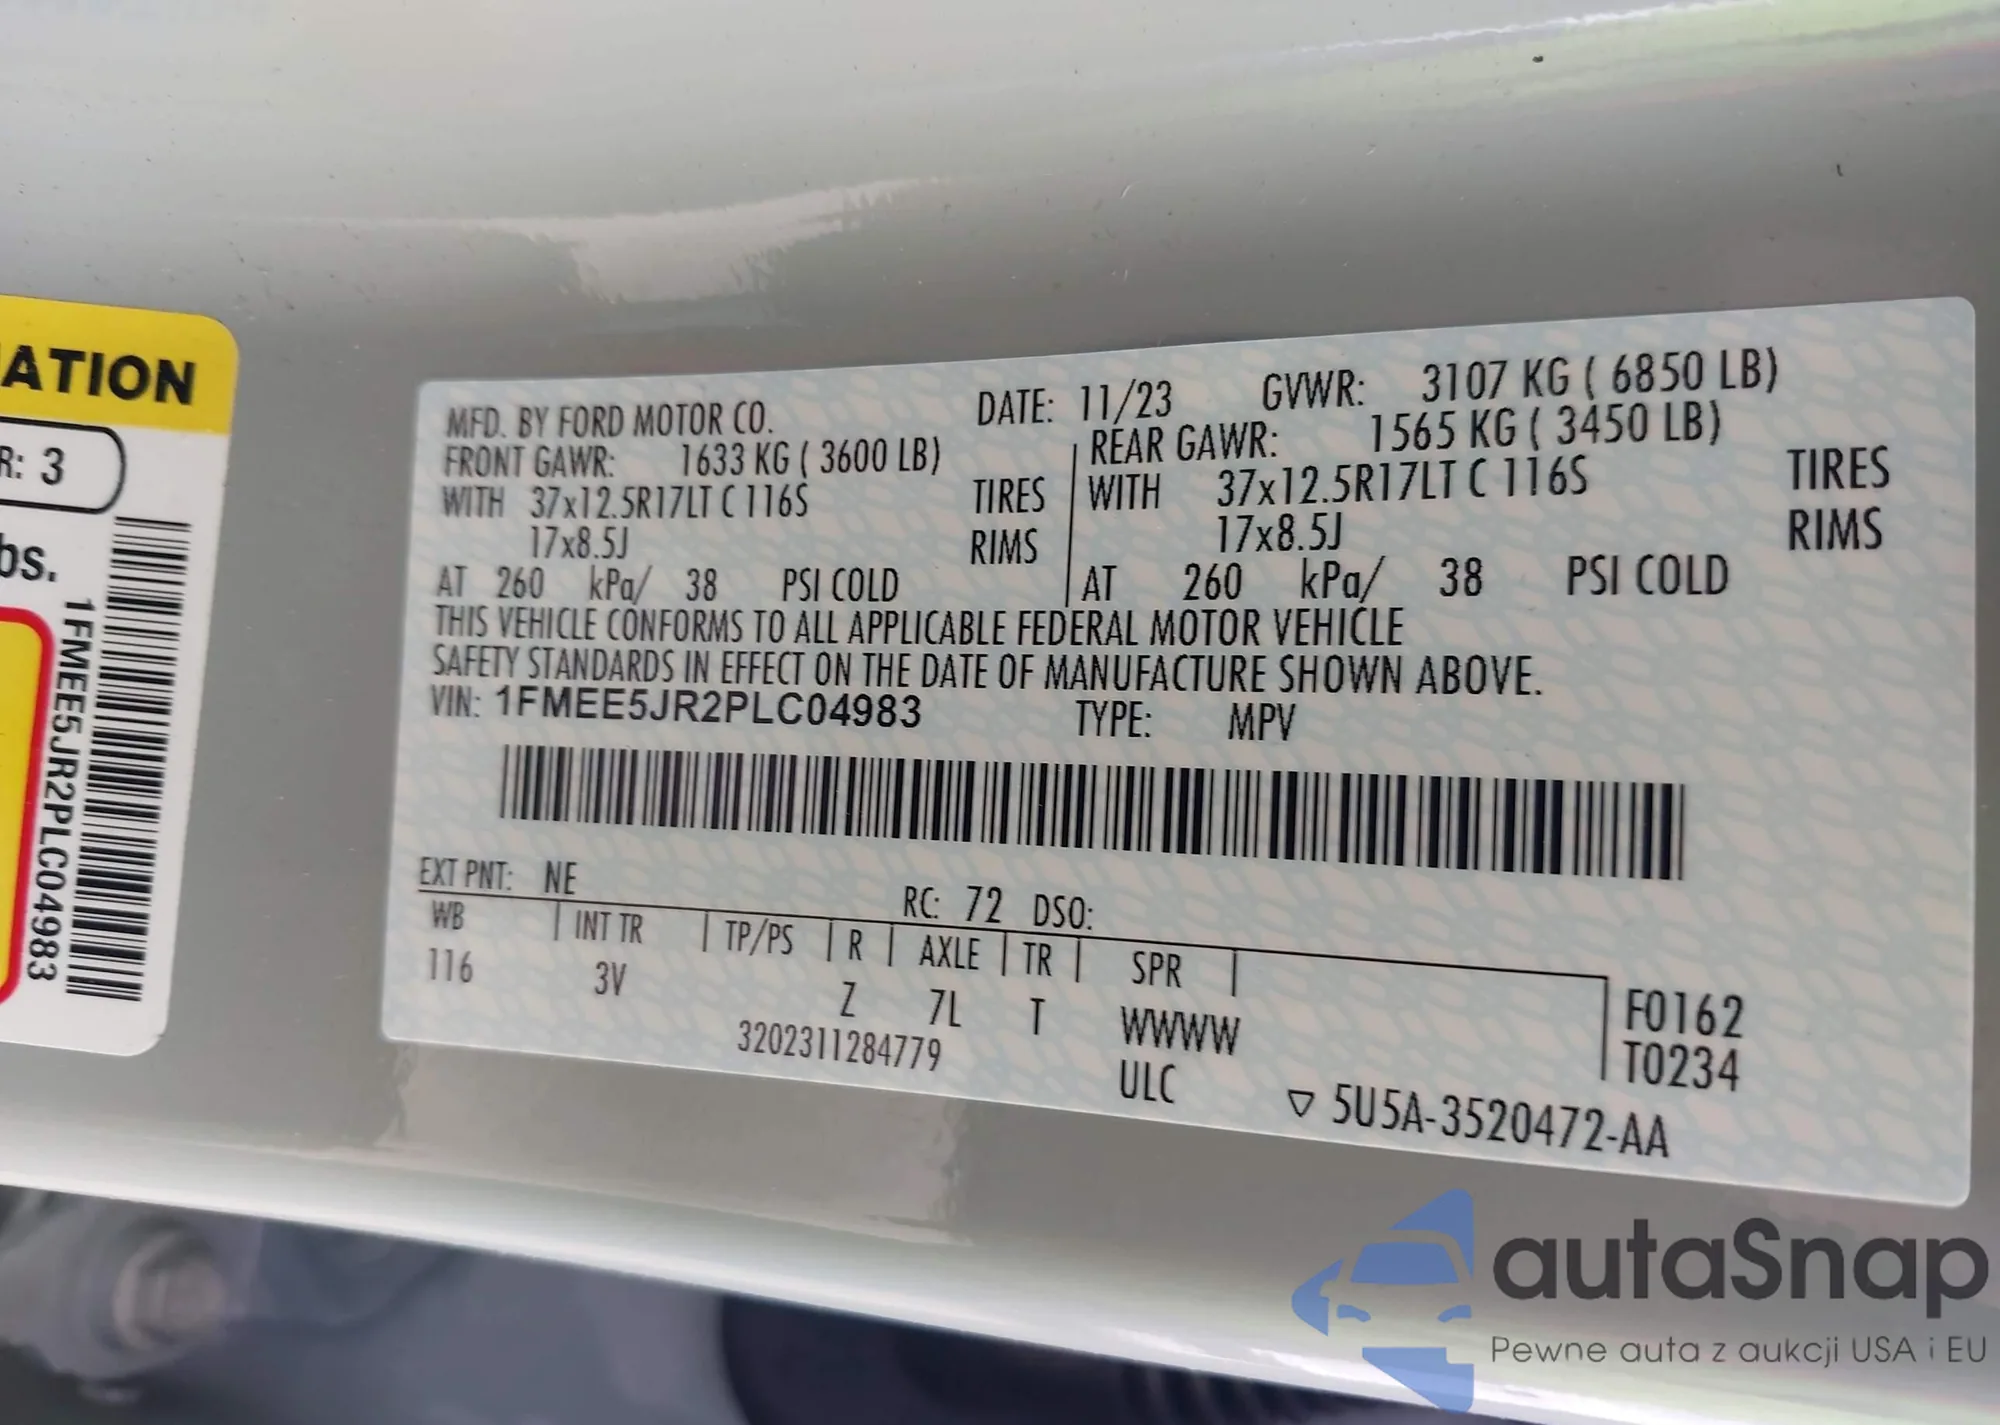 ATION
R: 3
bs.
1FMEE5JR2PLC04983
MFD. BY FORD MOTOR CO. DATE: 11/23 GVWR: 3107 KG ( 6850 LB)
FRONT GAWR: 1633 KG ( 3600 LB) REAR GAWR: 1565 KG ( 3450 LB)
WITH 37x12.5R17LT C 116S TIRES WITH 37x12.5R17LT C 116S TIRES
17x8.5J RIMS 17x8.5J RIMS
AT 260 kPa/ 38 PSI COLD AT 260 kPa/ 38 PSI COLD
THIS VEHICLE CONFORMS TO ALL APPLICABLE FEDERAL MOTOR VEHICLE
SAFETY STANDARDS IN EFFECT ON THE DATE OF MANUFACTURE SHOWN ABOVE.
VIN: 1FMEE5JR2PLC04983 TYPE: MPV
EXT PNT: NE RC: 72 DSO:
WB INT TR TP/PS R AXLE TR SPR
116 3V Z 7L T WWWW F0162
3202311284779 ULC T0234
▽ 5U5A-3520472-AA
autaSnap
Pewne auta z aukcji USA i EU